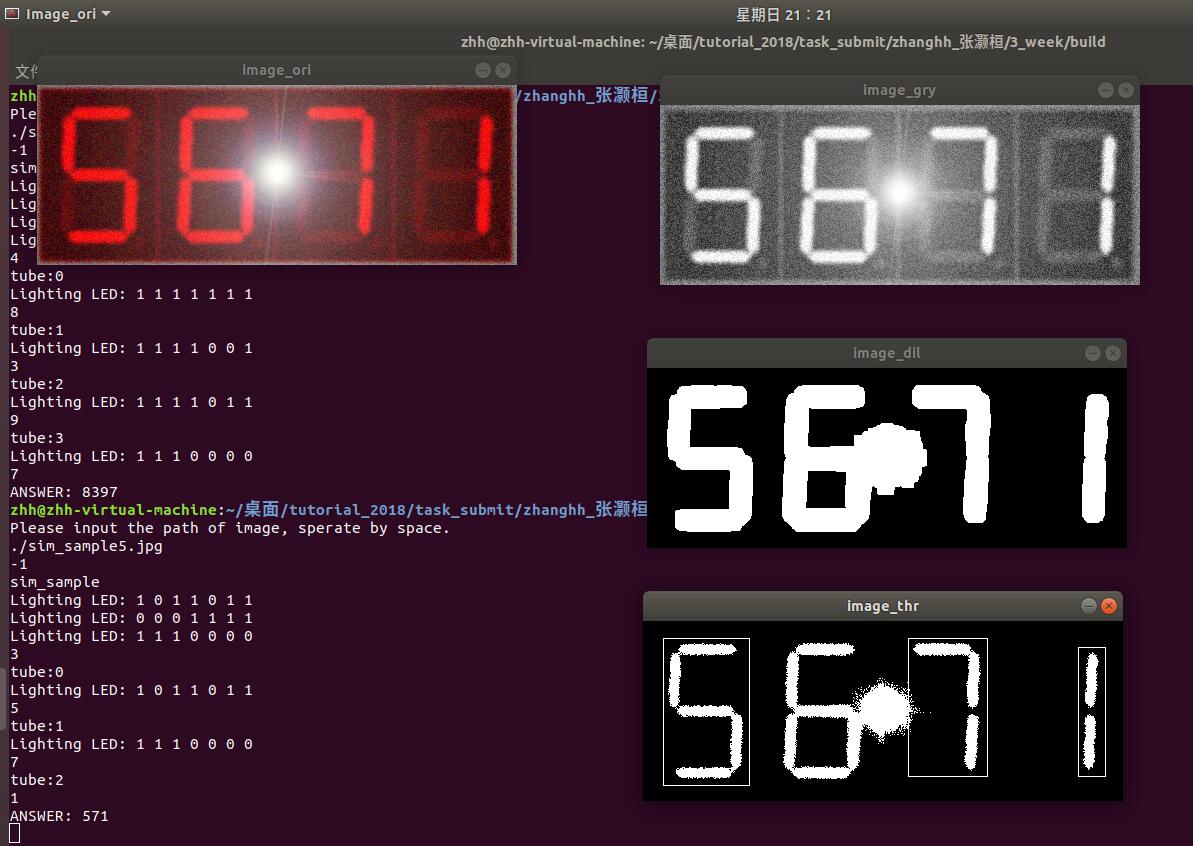 Image_ori
星期日 21：21
zhh@zhh-virtual-machine: ~/桌面/tutorial_2018/task_submit/zhanghh_张灏桓/3_week/build
文件
image_ori
image_gry
zhh
/zhanghh_张灏桓/
Ple
./s
-1
sim
Lig
Lig
Lig
Lig
5671
5671
4
tube:0
Lighting LED: 1 1 1 1 1 1 1
8
tube:1
Lighting LED: 1 1 1 1 0 0 1
3
tube:2
Lighting LED: 1 1 1 1 0 1 1
9
tube:3
Lighting LED: 1 1 1 0 0 0 0
7
ANSWER: 8397
image_dil
5671
zhh@zhh-virtual-machine:~/桌面/tutorial_2018/task_submit/zhanghh_张灏桓
Please input the path of image, sperate by space.
./sim_sample5.jpg
-1
sim_sample
Lighting LED: 1 0 1 1 0 1 1
Lighting LED: 0 0 0 1 1 1 1
Lighting LED: 1 1 1 0 0 0 0
3
tube:0
Lighting LED: 1 0 1 1 0 1 1
5
tube:1
Lighting LED: 1 1 1 0 0 0 0
7
tube:2
1
ANSWER: 571
image_thr
5671